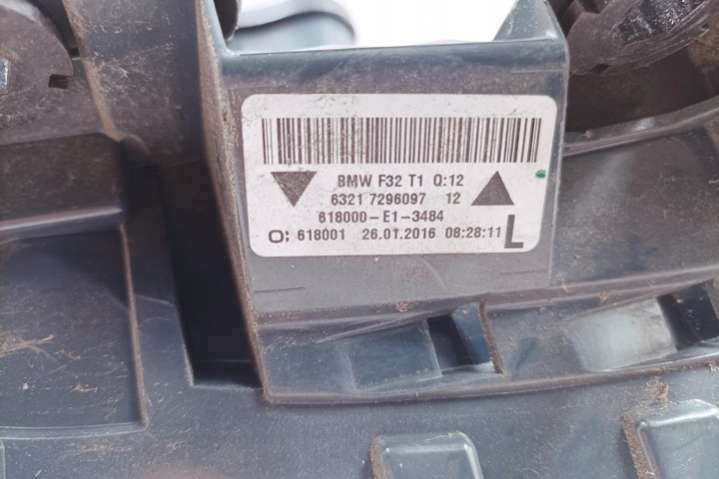 BMW F32 T1 Q:12
6321 7296097 12
618000-E1-3484
O; 618001 26.01.2016 08:28:11 L